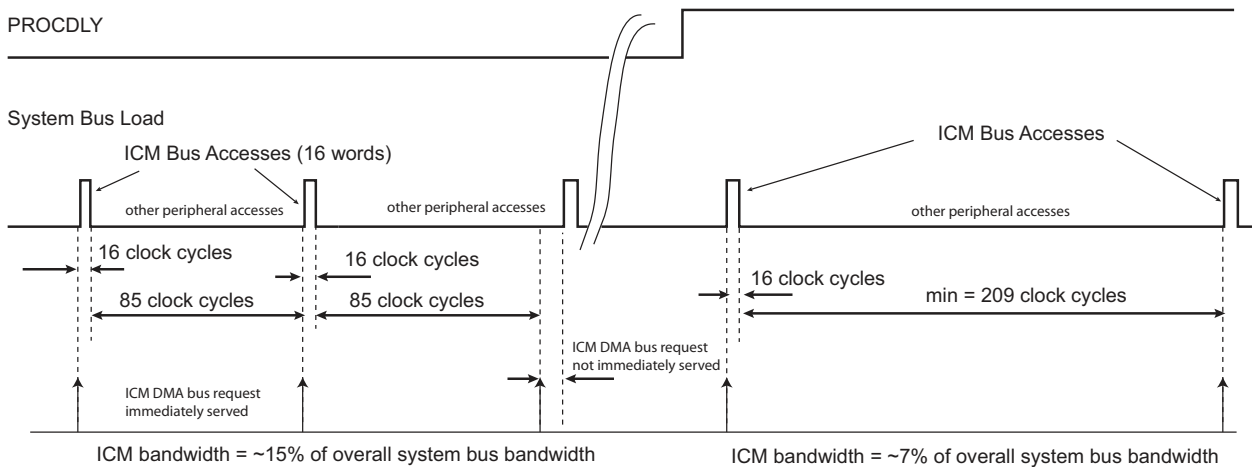 PROCDLY
System Bus Load
ICM Bus Accesses (16 words)
ICM Bus Accesses
other peripheral accesses
other peripheral accesses
other peripheral accesses
16 clock cycles
16 clock cycles
16 clock cycles
85 clock cycles
85 clock cycles
min = 209 clock cycles
ICM DMA bus request
not immediately served
ICM DMA bus request
immediately served
ICM bandwidth = ~15% of overall system bus bandwidth
ICM bandwidth = ~7% of overall system bus bandwidth